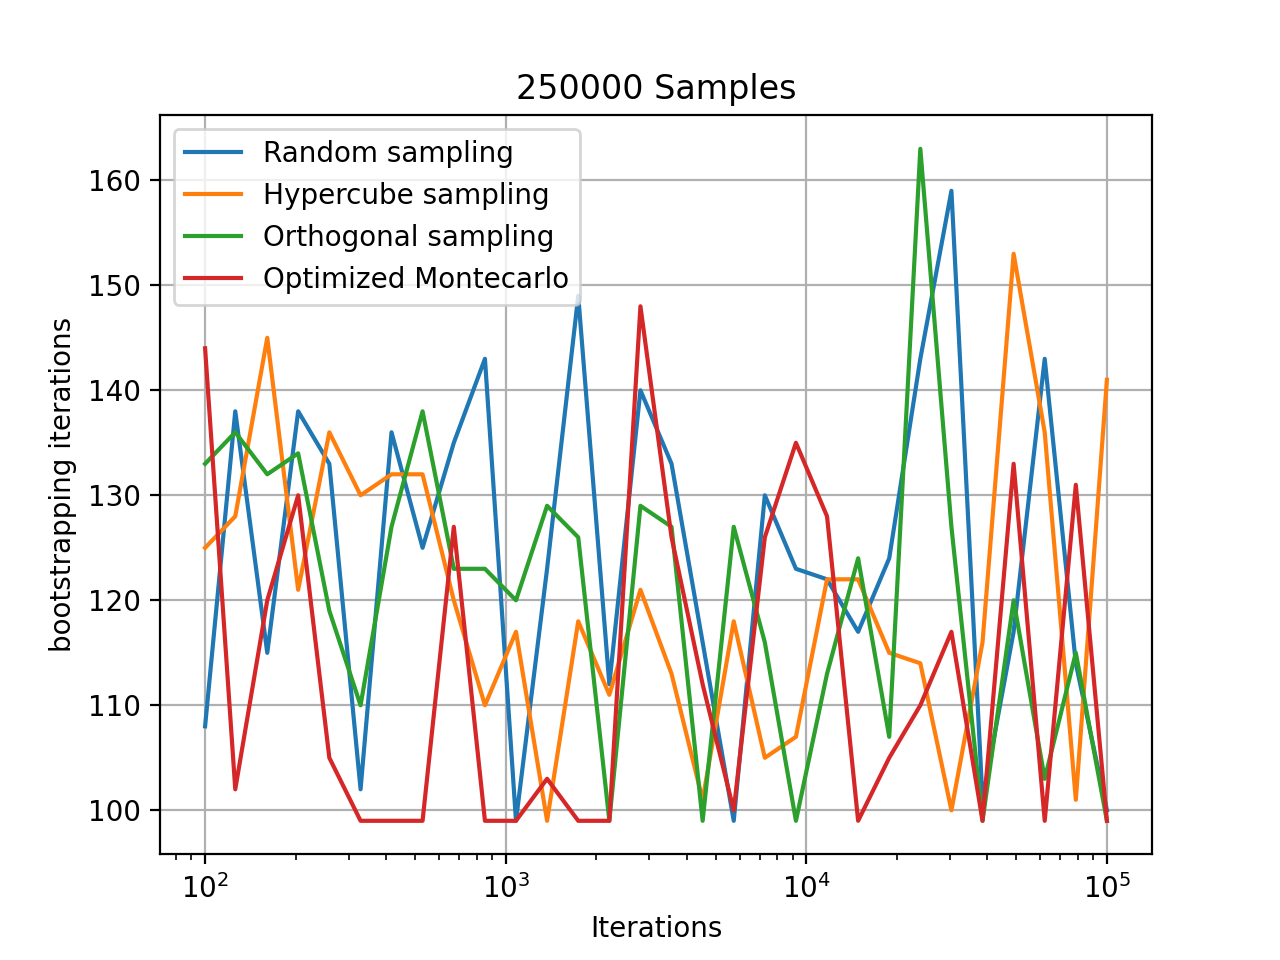 250000 Samples
Random sampling
Hypercube sampling
Orthogonal sampling
Optimized Montecarlo
160
150
140
130
120
110
100
bootstrapping iterations
10² 10³ 10⁴ 10⁵
Iterations